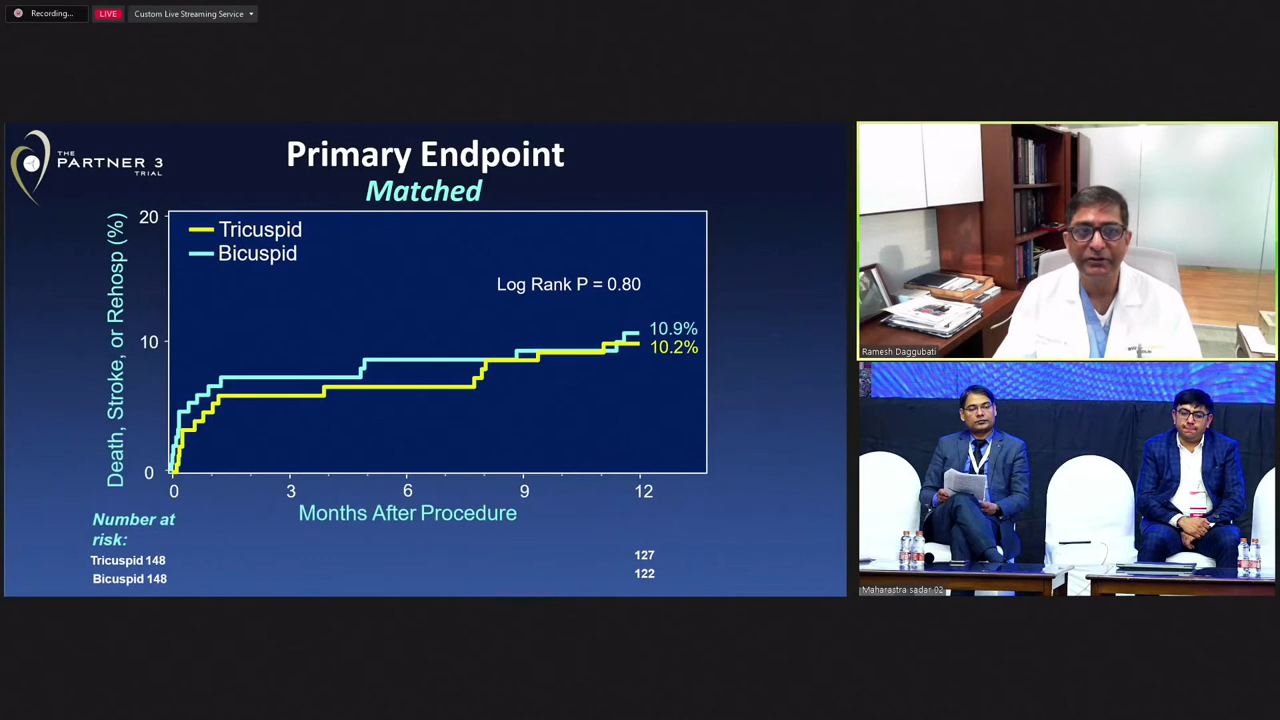 Recording...
LIVE
Custom Live Streaming Service
THE
PARTNER 3
TRIAL
Primary Endpoint
Matched
Death, Stroke, or Rehosp (%)
20
10
0
Tricuspid
Bicuspid
Log Rank P = 0.80
10.9%
10.2%
0 3 6 9 12
Months After Procedure
Number at
risk:
Tricuspid 148 127
Bicuspid 148 122
Ramesh Daggubati
Maharastra sadar 02